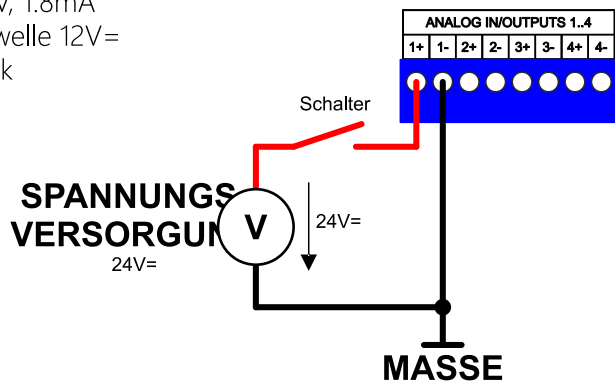 V, 1.8mA
welle 12V=
k
ANALOG IN/OUTPUTS 1..4
1+ 1- 2+ 2- 3+ 3- 4+ 4-
Schalter
SPANNUNGS
VERSORGUN
24V=
V
24V=
MASSE